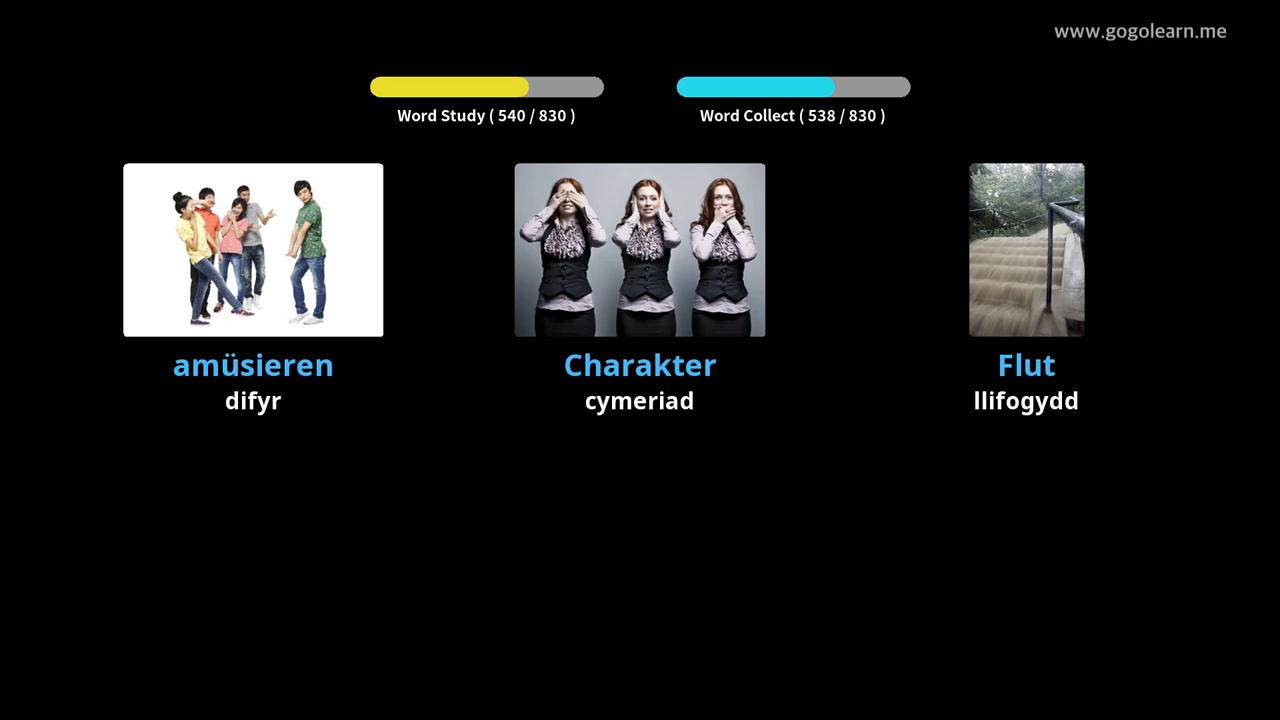 www.gogolearn.me
Word Study ( 540 / 830 )
Word Collect ( 538 / 830 )
amüsieren
difyr
Charakter
cymeriad
Flut
llifogydd